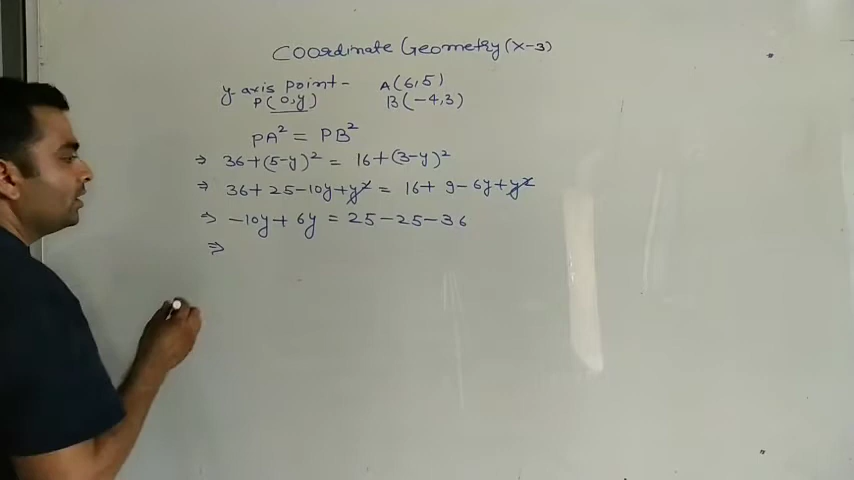 Coordinate Geometry (X-3)
y-axis point- A(6,5)
P(0,y) B(-4,3)
PA² = PB²
⇒ 36+(5-y)² = 16+(3-y)²
⇒ 36+25-10y+y² = 16+9-6y+y²
⇒ -10y+6y = 25-25-36
⇒